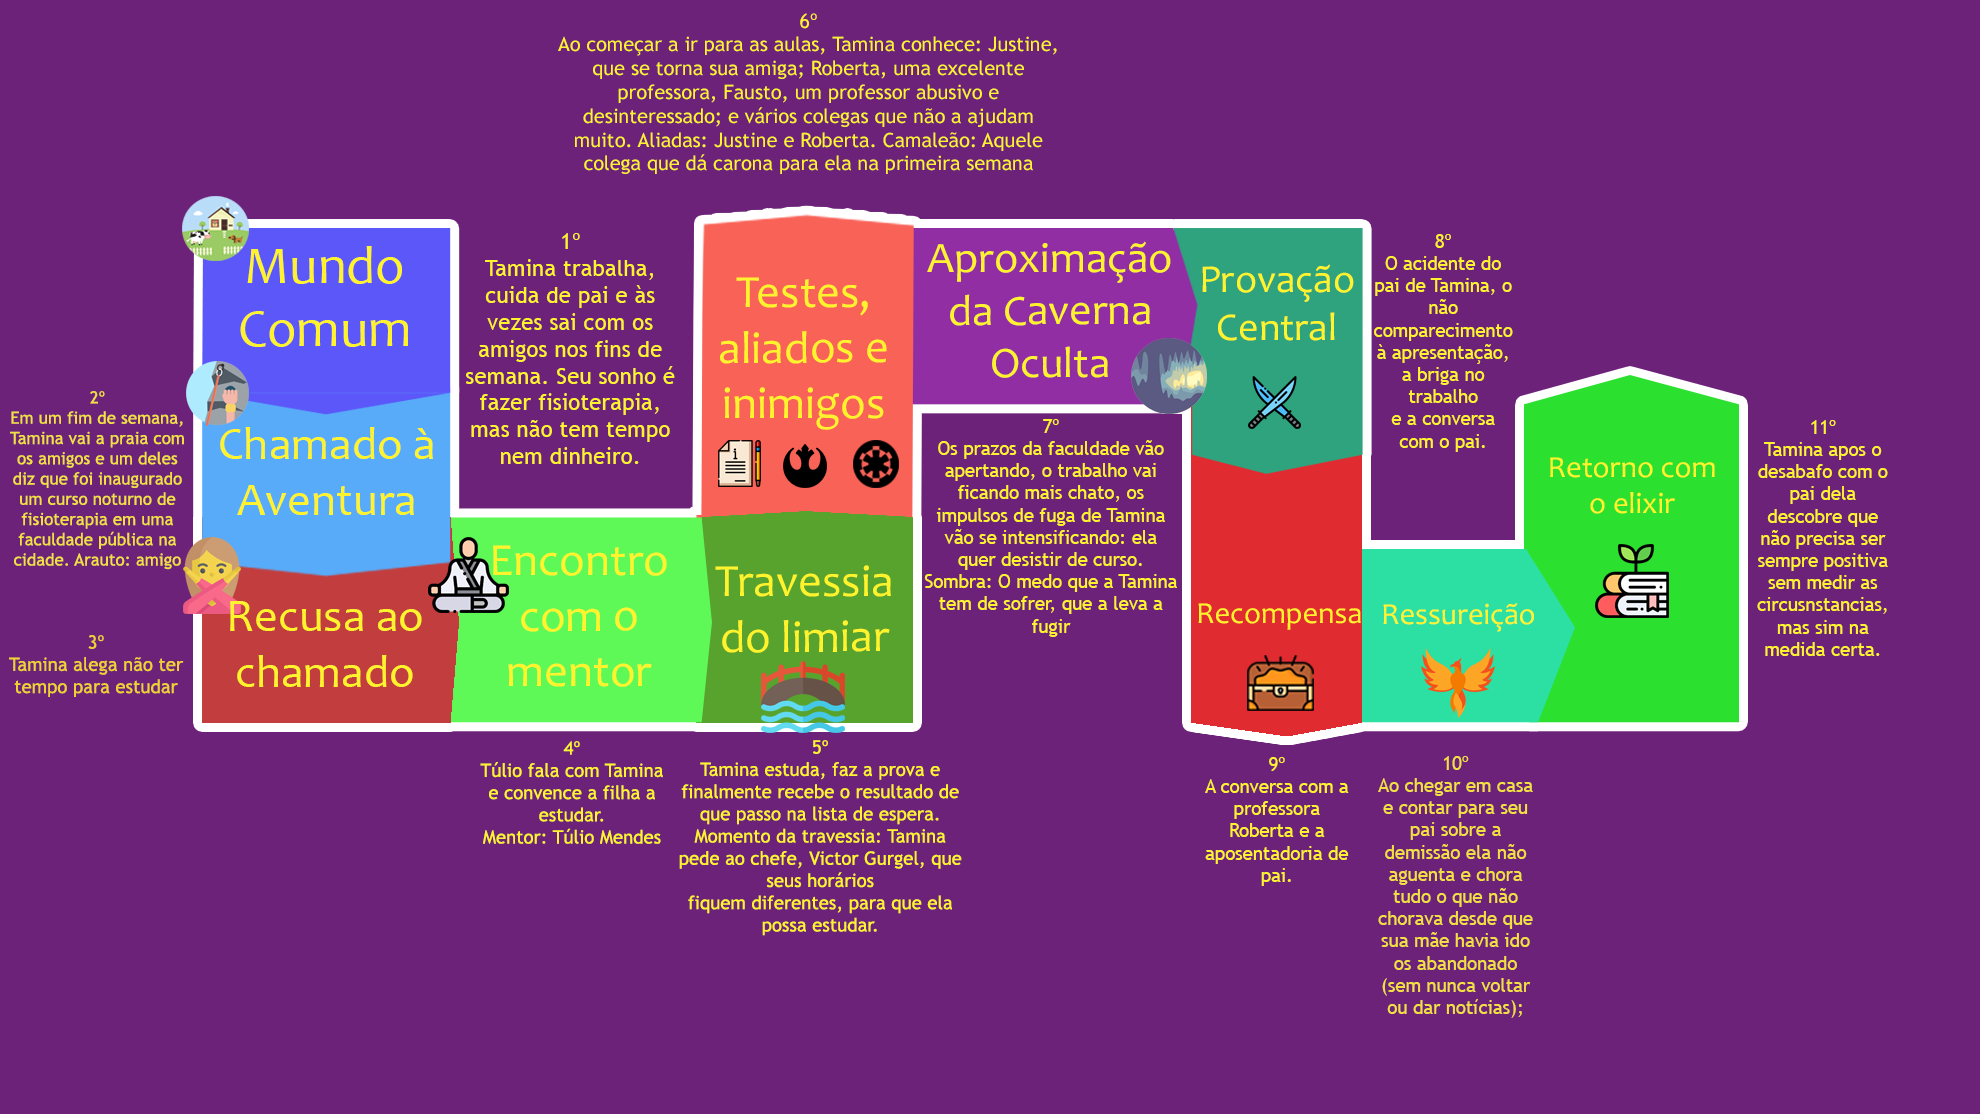 Mundo
Comum
1º
Tamina trabalha,
cuida de pai e às
vezes sai com os
amigos nos fins de
semana. Seu sonho é
fazer fisioterapia,
mas não tem tempo
nem dinheiro.
Chamado à
Aventura
2º
Em um fim de semana,
Tamina vai a praia com
os amigos e um deles
diz que foi inaugurado
um curso noturno de
fisioterapia em uma
faculdade pública na
cidade. Arauto: amigo
Recusa ao
chamado
3º
Tamina alega não ter
tempo para estudar
Encontro
com o
mentor
4º
Túlio fala com Tamina
e convence a filha a
estudar.
Mentor: Túlio Mendes
Travessia
do limiar
5º
Tamina estuda, faz a prova e
finalmente recebe o resultado de
que passo na lista de espera.
Momento da travessia: Tamina
pede ao chefe, Victor Gurgel, que
seus horários
fiquem diferentes, para que ela
possa estudar.
Testes,
aliados e
inimigos
6º
Ao começar a ir para as aulas, Tamina conhece: Justine,
que se torna sua amiga; Roberta, uma excelente
professora, Fausto, um professor abusivo e
desinteressado; e vários colegas que não a ajudam
muito. Aliadas: Justine e Roberta. Camaleão: Aquele
colega que dá carona para ela na primeira semana
Aproximação
da Caverna
Oculta
7º
Os prazos da faculdade vão
apertando, o trabalho vai
ficando mais chato, os
impulsos de fuga de Tamina
vão se intensificando: ela
quer desistir de curso.
Sombra: O medo que a Tamina
tem de sofrer, que a leva a
fugir
Provação
Central
8º
O acidente do
pai de Tamina, o
não
comparecimento
à apresentação,
a briga no
trabalho
e a conversa
com o pai.
Recompensa
9º
A conversa com a
professora
Roberta e a
aposentadoria de
pai.
Ressureição
10º
Ao chegar em casa
e contar para seu
pai sobre a
demissão ela não
aguenta e chora
tudo o que não
chorava desde que
sua mãe havia ido
os abandonado
(sem nunca voltar
ou dar notícias);
Retorno com
o elixir
11º
Tamina apos o
desabafo com o
pai dela
descobre que
não precisa ser
sempre positiva
sem medir as
circusnstancias,
mas sim na
medida certa.